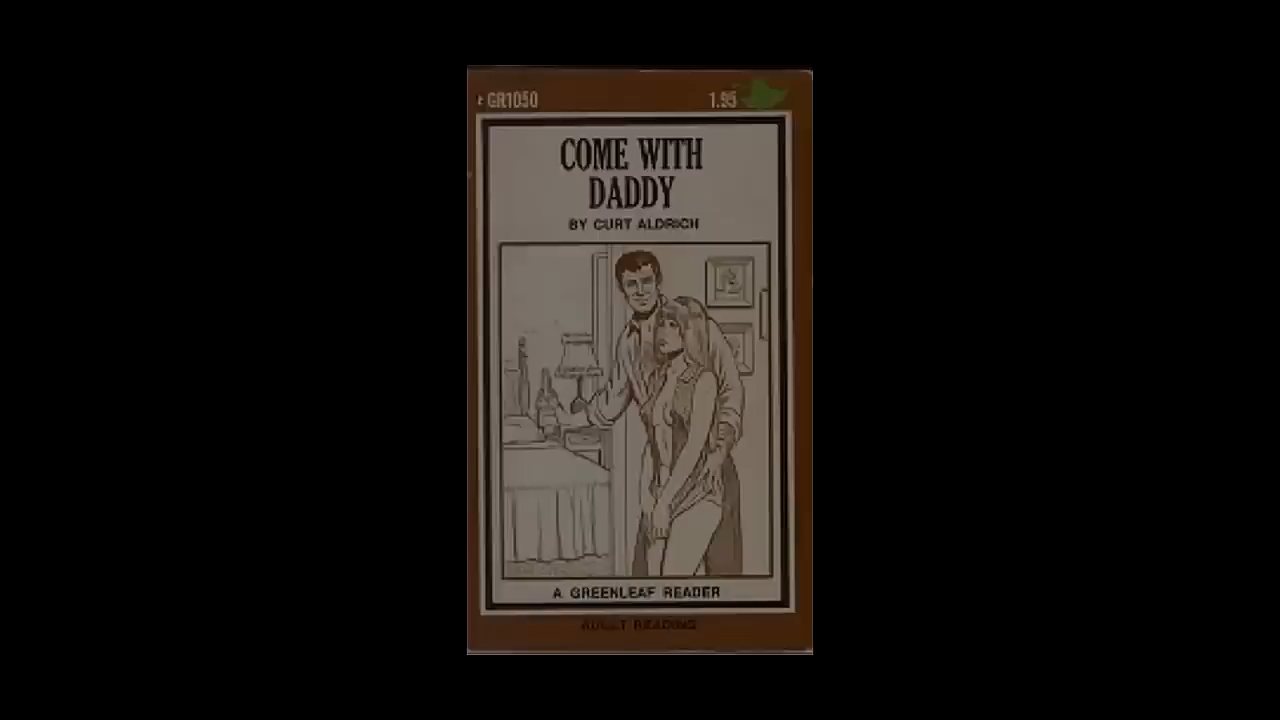 GR1050 1.95
COME WITH
DADDY
BY CURT ALDRICH
A GREENLEAF READER
ADULT READING